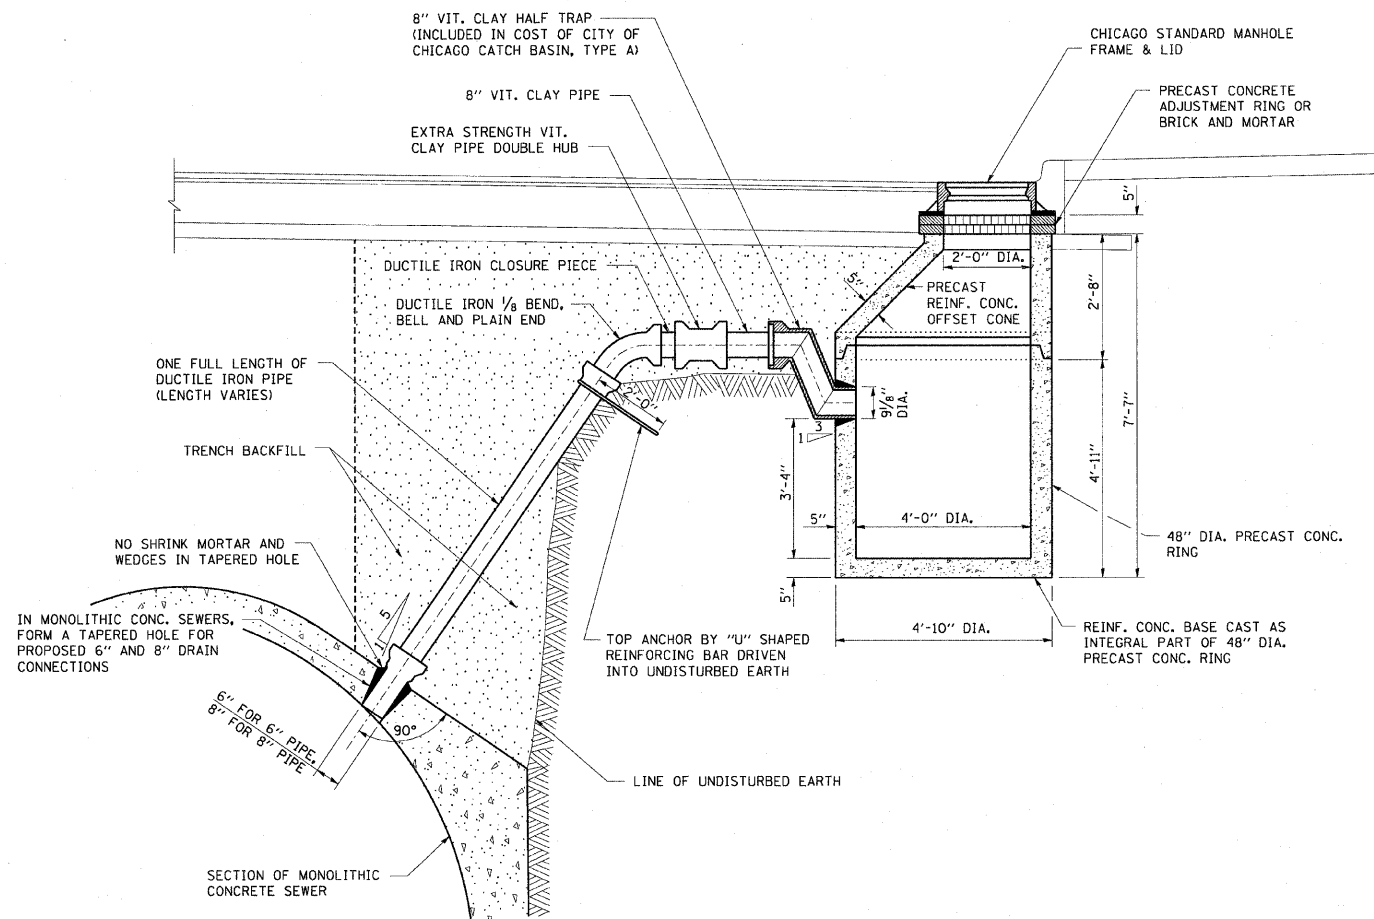 8" VIT. CLAY HALF TRAP
(INCLUDED IN COST OF CITY OF
CHICAGO CATCH BASIN, TYPE A)
CHICAGO STANDARD MANHOLE
FRAME & LID
8" VIT. CLAY PIPE
PRECAST CONCRETE
ADJUSTMENT RING OR
BRICK AND MORTAR
EXTRA STRENGTH VIT.
CLAY PIPE DOUBLE HUB
5"
DUCTILE IRON CLOSURE PIECE
2'-0" DIA.
5"
PRECAST
REINF. CONC.
OFFSET CONE
2'-8"
DUCTILE IRON 1/8 BEND,
BELL AND PLAIN END
ONE FULL LENGTH OF
DUCTILE IRON PIPE
(LENGTH VARIES)
2'-0"
9 1/8"
DIA.
7'-7"
3
1
TRENCH BACKFILL
3'-4"
4'-11"
5"
4'-0" DIA.
48" DIA. PRECAST CONC.
RING
NO SHRINK MORTAR AND
WEDGES IN TAPERED HOLE
5"
5
IN MONOLITHIC CONC. SEWERS,
FORM A TAPERED HOLE FOR
PROPOSED 6" AND 8" DRAIN
CONNECTIONS
4'-10" DIA.
REINF. CONC. BASE CAST AS
INTEGRAL PART OF 48" DIA.
PRECAST CONC. RING
TOP ANCHOR BY "U" SHAPED
REINFORCING BAR DRIVEN
INTO UNDISTURBED EARTH
6" FOR 6" PIPE,
8" FOR 8" PIPE
90°
LINE OF UNDISTURBED EARTH
SECTION OF MONOLITHIC
CONCRETE SEWER